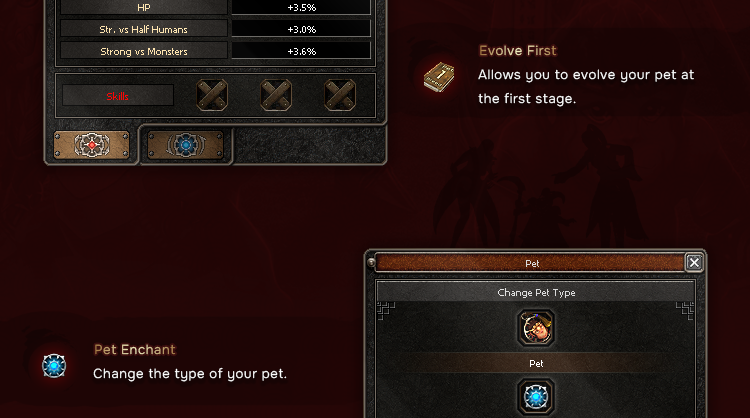 HP +3.5%
Str. vs Half Humans +3.0%
Strong vs Monsters +3.6%
Skills
Evolve First
Allows you to evolve your pet at
the first stage.
Pet
Change Pet Type
Pet
Pet Enchant
Change the type of your pet.